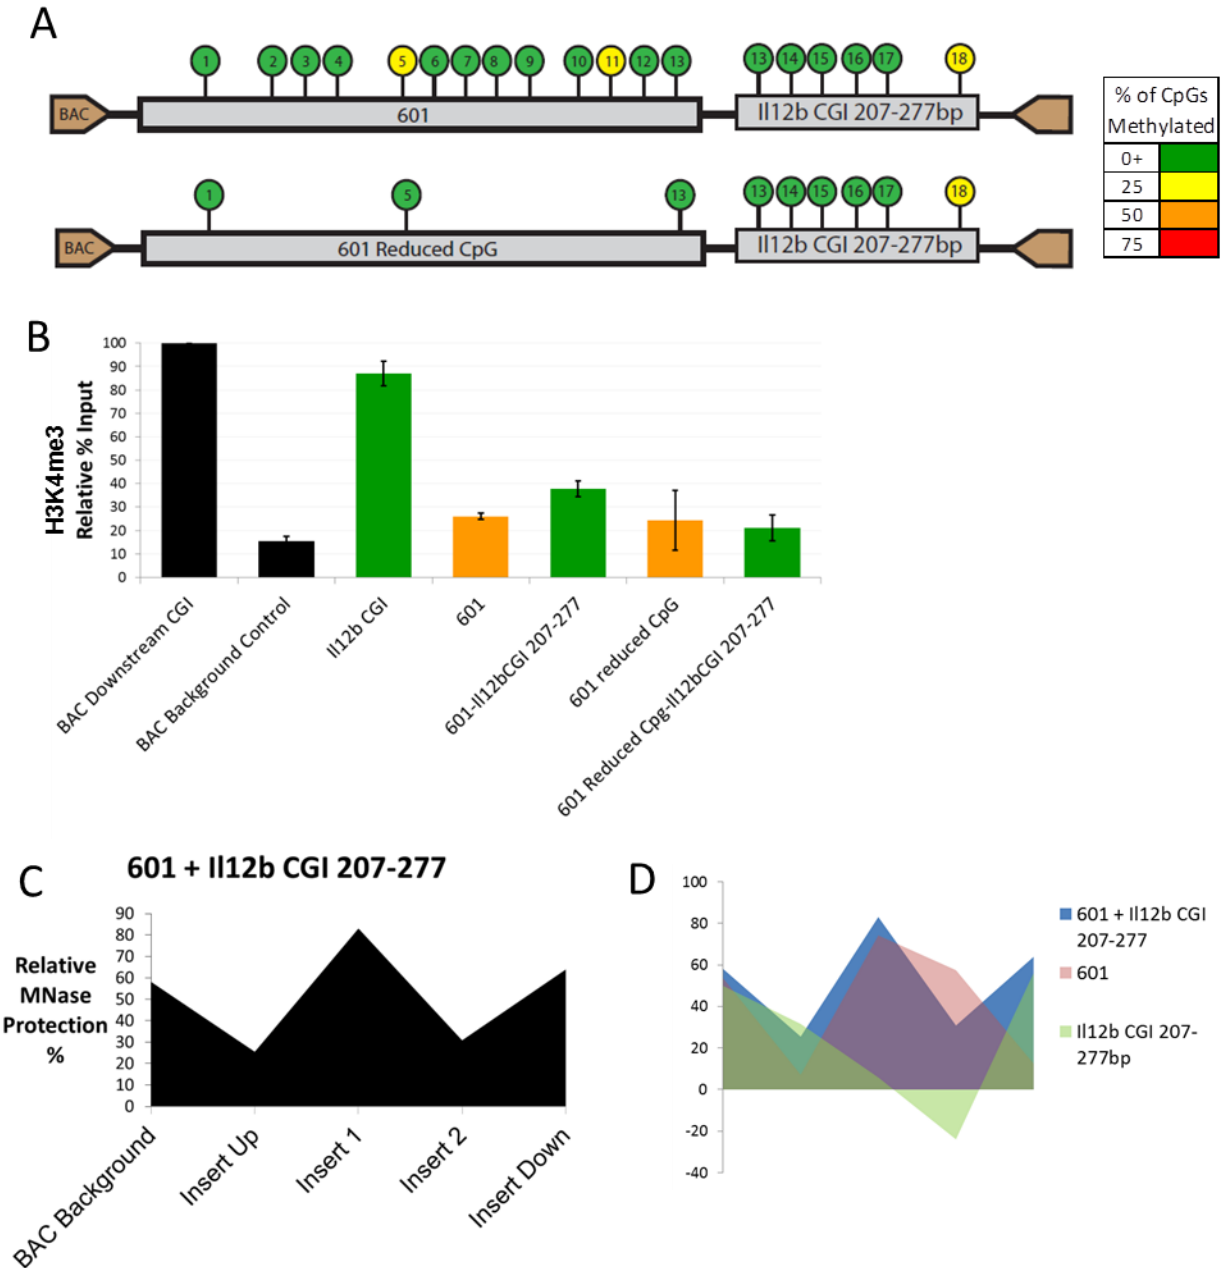 A
1 2 3 4 5 6 7 8 9 10 11 12 13 13 14 15 16 17 18
BAC 601 Il12b CGI 207-277bp
1 5 13 13 14 15 16 17 18
BAC 601 Reduced CpG Il12b CGI 207-277bp
% of CpGs
Methylated
0+
25
50
75
B
H3K4me3
Relative % Input
100
90
80
70
60
50
40
30
20
10
0
BAC Downstream CGI
BAC Background Control
Il12b CGI
601
601-Il12bCGI 207-277
601 reduced CpG
601 Reduced Cpg-Il12bCGI 207-277
C
601 + Il12b CGI 207-277
Relative
MNase
Protection
%
90
80
70
60
50
40
30
20
10
0
BAC Background
Insert Up
Insert 1
Insert 2
Insert Down
D
100
80
60
40
20
0
-20
-40
601 + Il12b CGI
207-277
601
Il12b CGI 207-
277bp